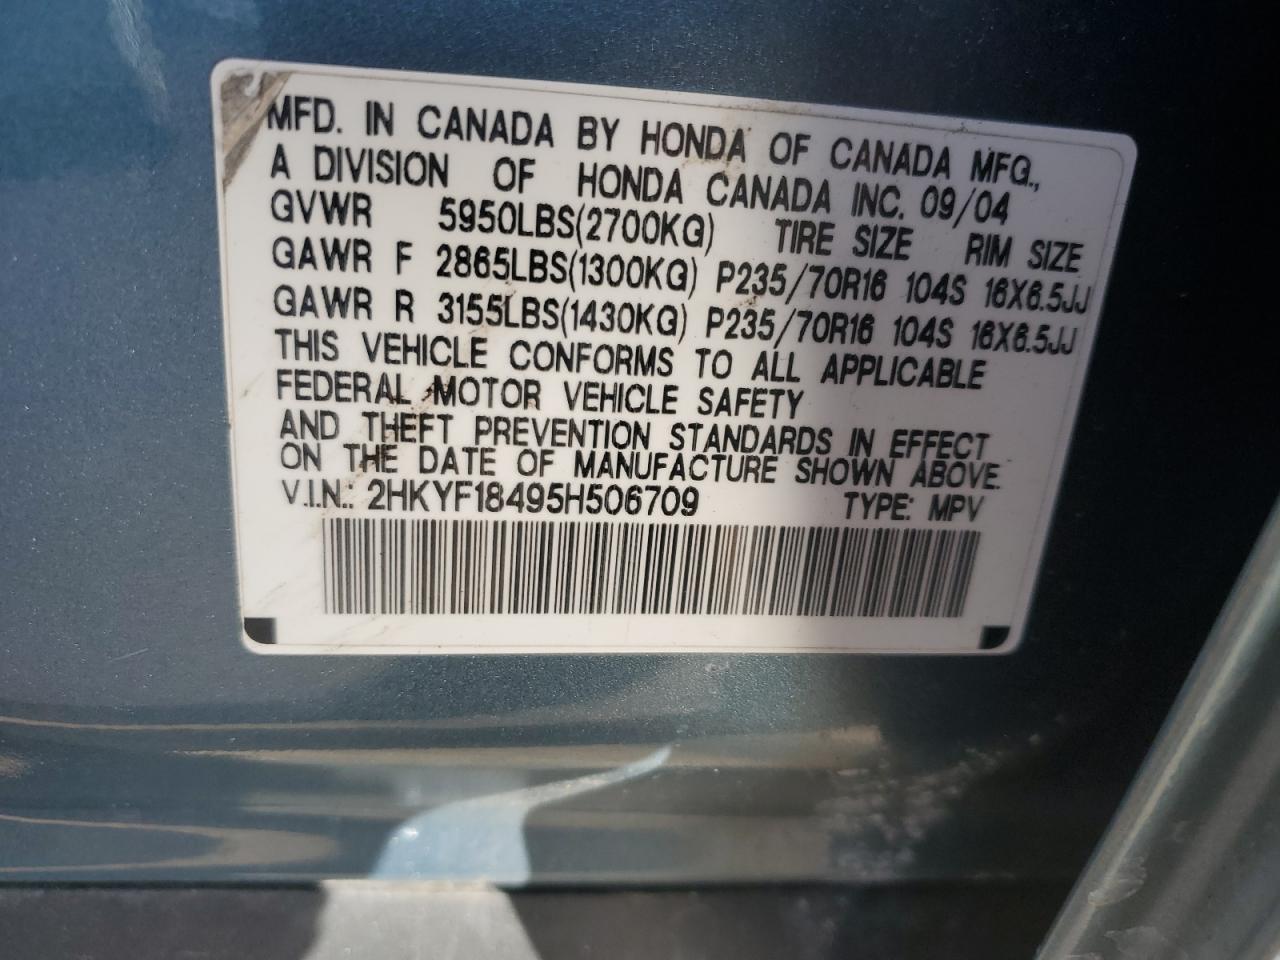 MFD. IN CANADA BY HONDA OF CANADA MFG.,
A DIVISION OF HONDA CANADA INC. 09/04
GVWR 5950LBS(2700KG) TIRE SIZE RIM SIZE
GAWR F 2865LBS(1300KG) P235/70R16 104S 16X6.5JJ
GAWR R 3155LBS(1430KG) P235/70R16 104S 16X6.5JJ
THIS VEHICLE CONFORMS TO ALL APPLICABLE
FEDERAL MOTOR VEHICLE SAFETY
AND THEFT PREVENTION STANDARDS IN EFFECT
ON THE DATE OF MANUFACTURE SHOWN ABOVE.
V.I.N.: 2HKYF18495H506709 TYPE: MPV